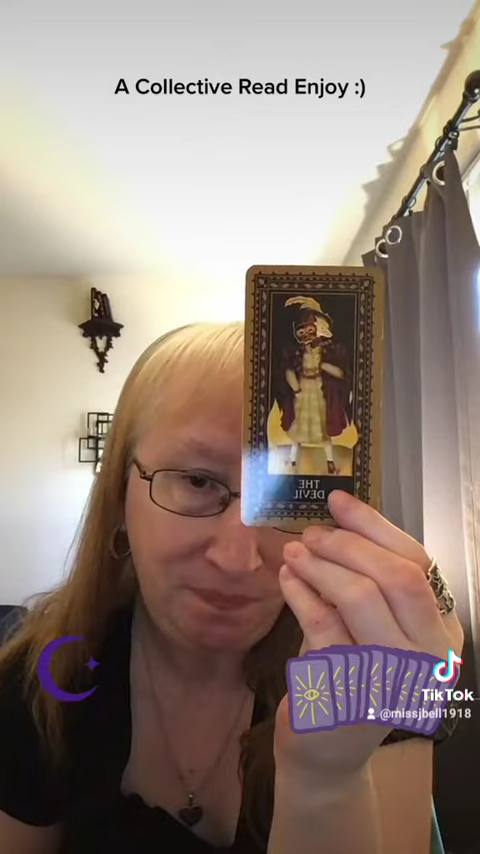 A Collective Read Enjoy :)
THE
DEVIL
TikTok
@missjbell1918